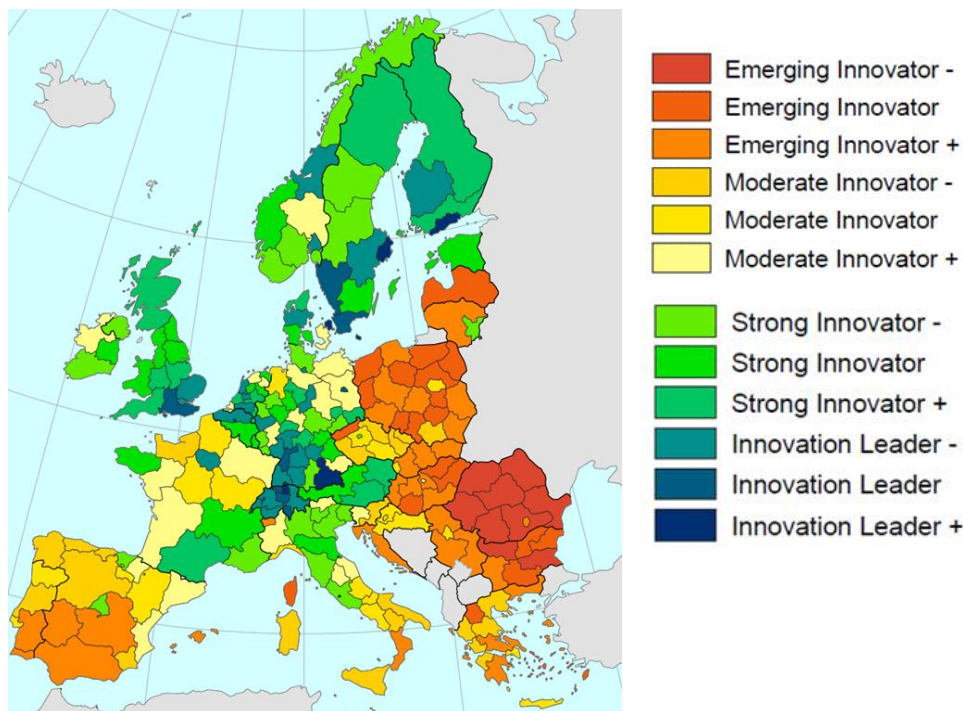 Emerging Innovator -
Emerging Innovator
Emerging Innovator +
Moderate Innovator -
Moderate Innovator
Moderate Innovator +
Strong Innovator -
Strong Innovator
Strong Innovator +
Innovation Leader -
Innovation Leader
Innovation Leader +